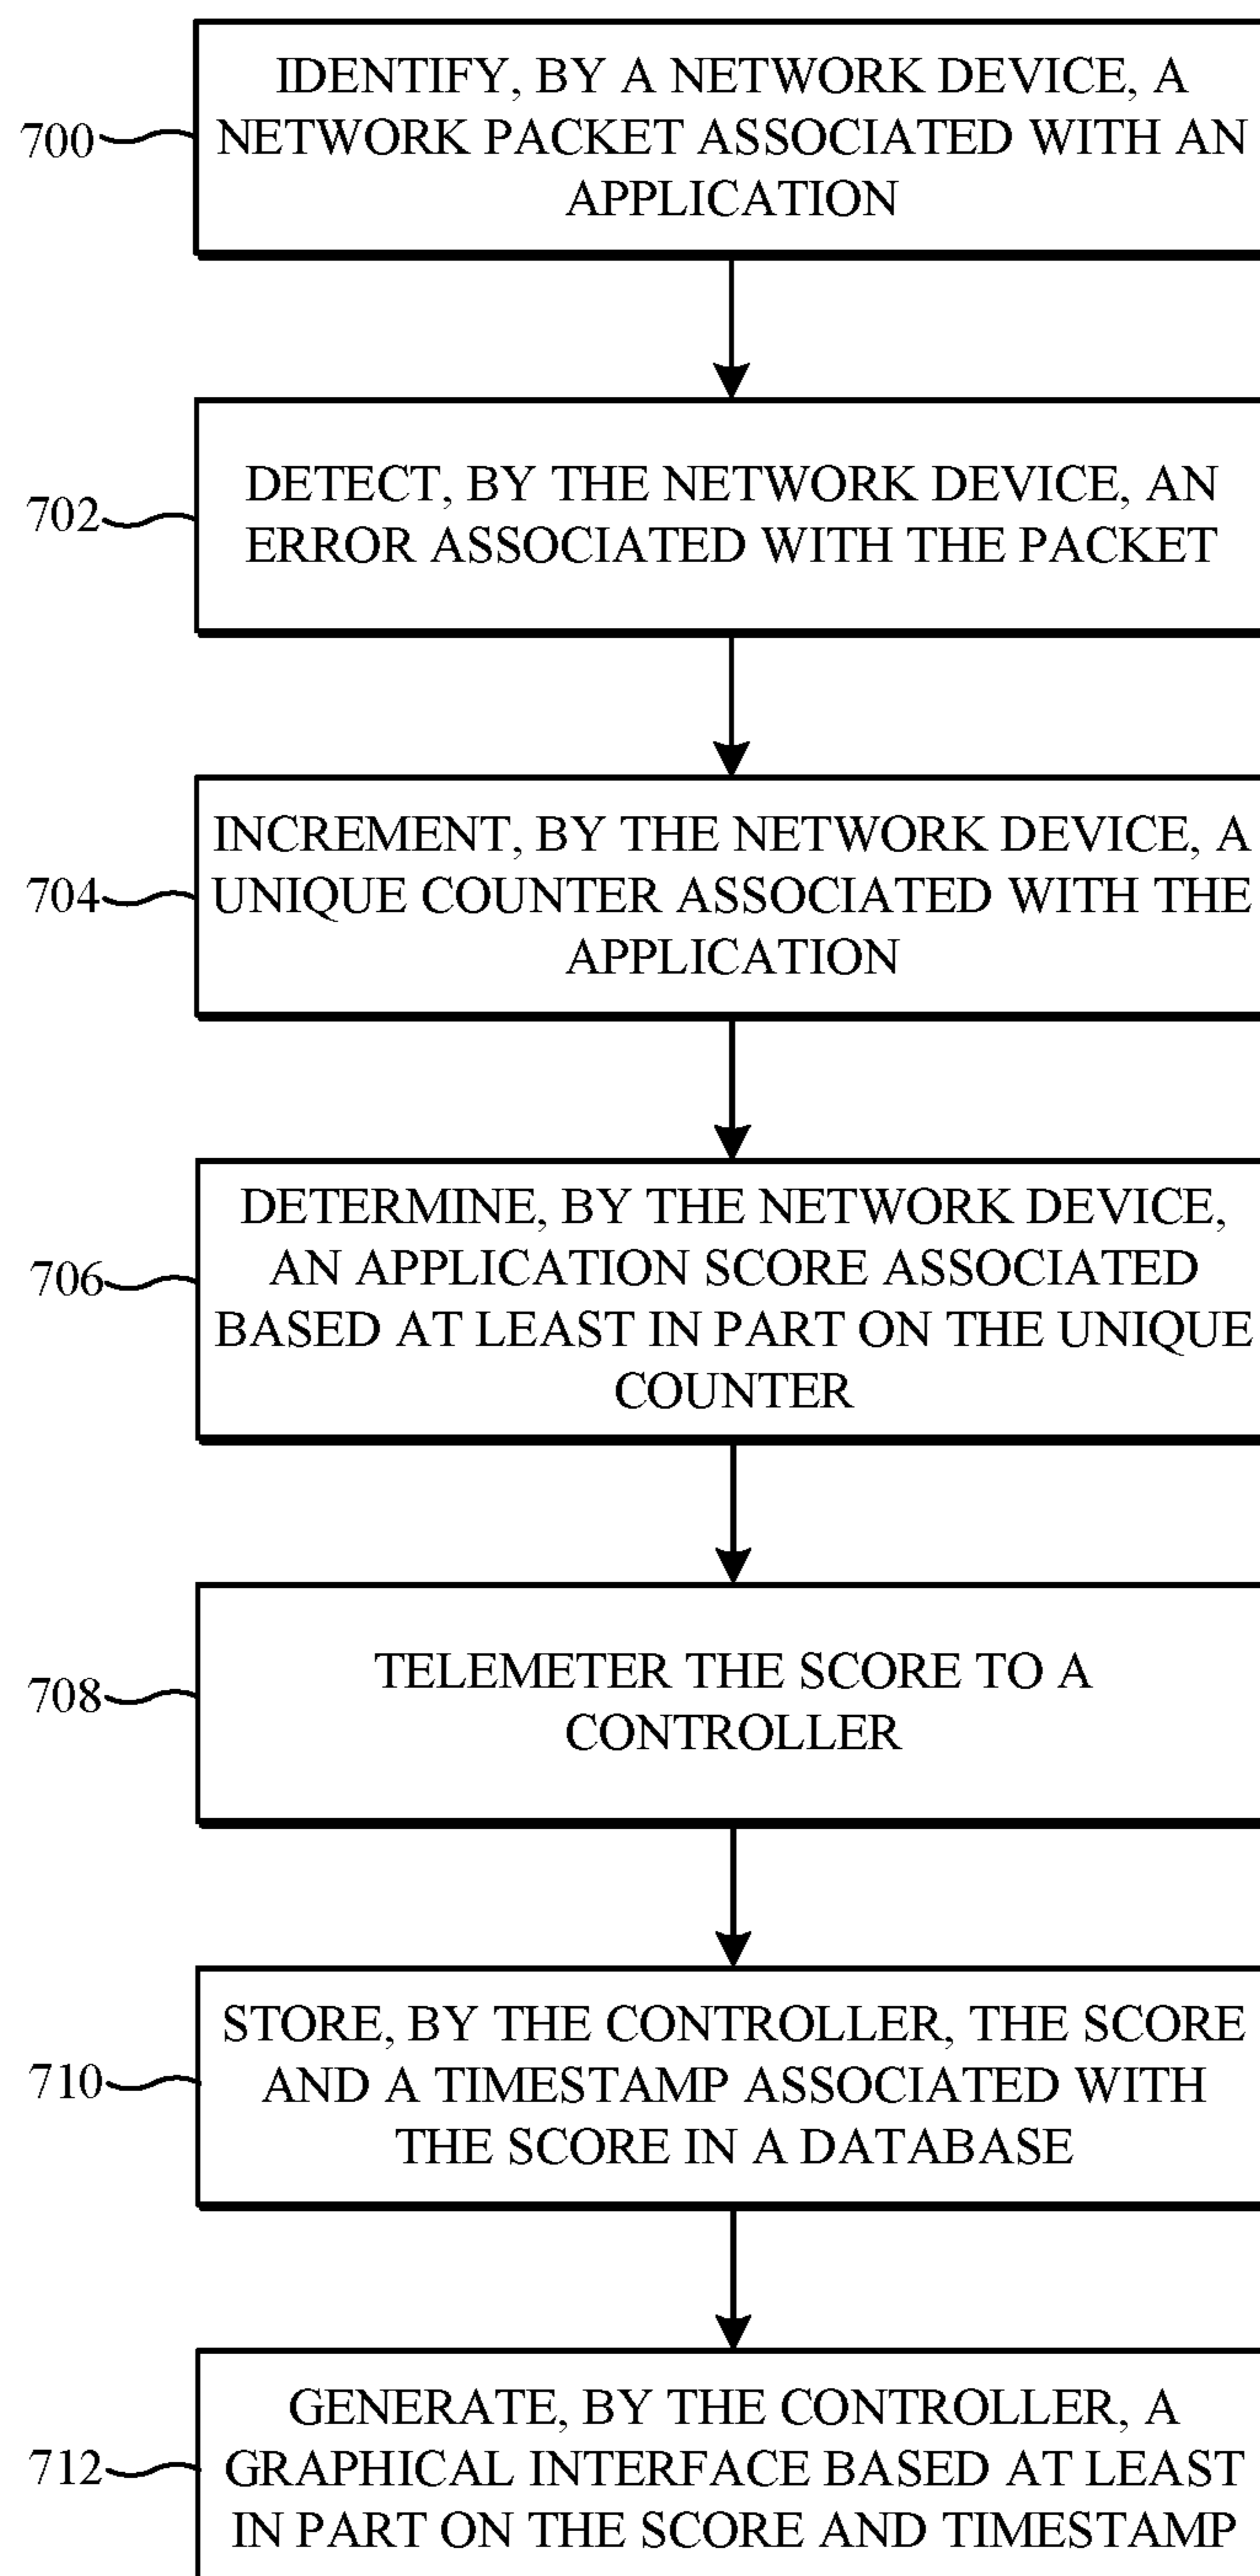 IDENTIFY, BY A NETWORK DEVICE, A
700
NETWORK PACKET ASSOCIATED WITH AN
APPLICATION
DETECT, BY THE NETWORK DEVICE, AN
702
ERROR ASSOCIATED WITH THE PACKET
INCREMENT, BY THE NETWORK DEVICE, A
704
UNIQUE COUNTER ASSOCIATED WITH THE
APPLICATION
DETERMINE, BY THE NETWORK DEVICE,
706
AN APPLICATION SCORE ASSOCIATED
BASED AT LEAST IN PART ON THE UNIQUE
COUNTER
708
TELEMETER THE SCORE TO A
CONTROLLER
STORE, BY THE CONTROLLER, THE SCORE
710
AND A TIMESTAMP ASSOCIATED WITH
THE SCORE IN A DATABASE
GENERATE, BY THE CONTROLLER, A
712
GRAPHICAL INTERFACE BASED AT LEAST
IN PART ON THE SCORE AND TIMESTAMP